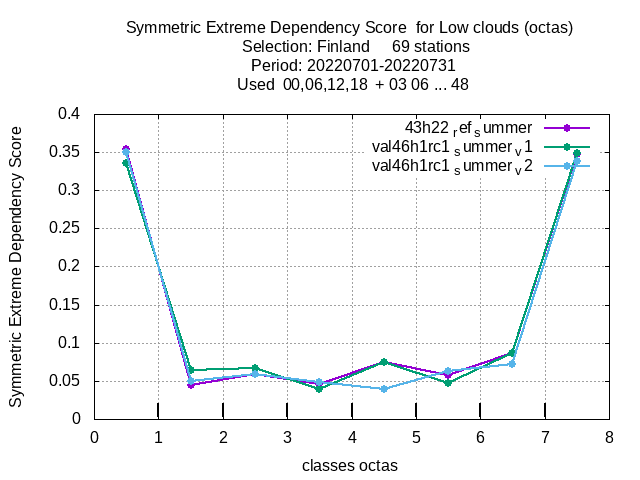 Symmetric Extreme Dependency Score for Low clouds (octas)
Selection: Finland 69 stations
Period: 20220701-20220731
Used 00,06,12,18 + 03 06 ... 48
43h22 ref summer
val46h1rc1 summer v1
val46h1rc1 summer v2
0.4
0.35
0.3
0.25
0.2
0.15
0.1
0.05
0
Symmetric Extreme Dependency Score
0 1 2 3 4 5 6 7 8
classes octas